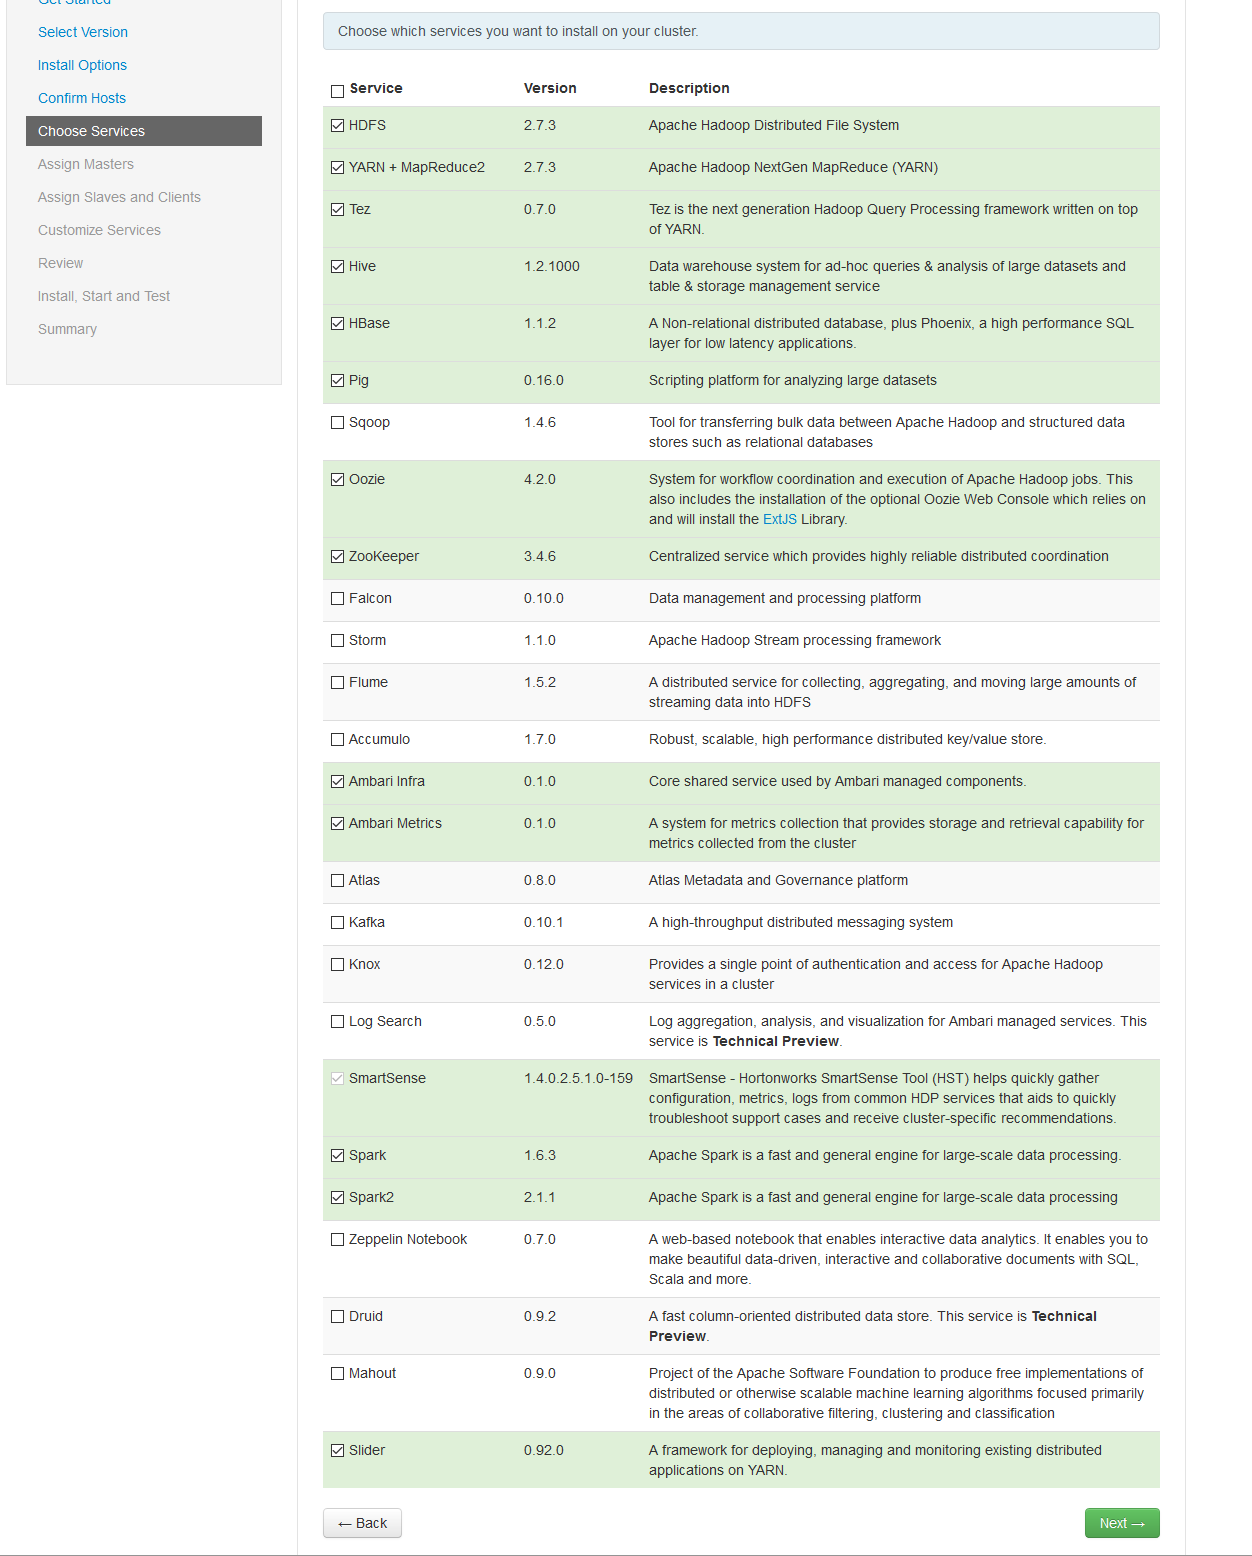 Get Started
Select Version
Install Options
Confirm Hosts
Choose Services
Assign Masters
Assign Slaves and Clients
Customize Services
Review
Install, Start and Test
Summary
Choose which services you want to install on your cluster.
Service Version Description
HDFS 2.7.3 Apache Hadoop Distributed File System
YARN + MapReduce2 2.7.3 Apache Hadoop NextGen MapReduce (YARN)
Tez 0.7.0 Tez is the next generation Hadoop Query Processing framework written on top
of YARN.
Hive 1.2.1000 Data warehouse system for ad-hoc queries & analysis of large datasets and
table & storage management service
HBase 1.1.2 A Non-relational distributed database, plus Phoenix, a high performance SQL
layer for low latency applications.
Pig 0.16.0 Scripting platform for analyzing large datasets
Sqoop 1.4.6 Tool for transferring bulk data between Apache Hadoop and structured data
stores such as relational databases
Oozie 4.2.0 System for workflow coordination and execution of Apache Hadoop jobs. This
also includes the installation of the optional Oozie Web Console which relies on
and will install the ExtJS Library.
ZooKeeper 3.4.6 Centralized service which provides highly reliable distributed coordination
Falcon 0.10.0 Data management and processing platform
Storm 1.1.0 Apache Hadoop Stream processing framework
Flume 1.5.2 A distributed service for collecting, aggregating, and moving large amounts of
streaming data into HDFS
Accumulo 1.7.0 Robust, scalable, high performance distributed key/value store.
Ambari Infra 0.1.0 Core shared service used by Ambari managed components.
Ambari Metrics 0.1.0 A system for metrics collection that provides storage and retrieval capability for
metrics collected from the cluster
Atlas 0.8.0 Atlas Metadata and Governance platform
Kafka 0.10.1 A high-throughput distributed messaging system
Knox 0.12.0 Provides a single point of authentication and access for Apache Hadoop
services in a cluster
Log Search 0.5.0 Log aggregation, analysis, and visualization for Ambari managed services. This
service is Technical Preview.
SmartSense 1.4.0.2.5.1.0-159 SmartSense - Hortonworks SmartSense Tool (HST) helps quickly gather
configuration, metrics, logs from common HDP services that aids to quickly
troubleshoot support cases and receive cluster-specific recommendations.
Spark 1.6.3 Apache Spark is a fast and general engine for large-scale data processing.
Spark2 2.1.1 Apache Spark is a fast and general engine for large-scale data processing
Zeppelin Notebook 0.7.0 A web-based notebook that enables interactive data analytics. It enables you to
make beautiful data-driven, interactive and collaborative documents with SQL,
Scala and more.
Druid 0.9.2 A fast column-oriented distributed data store. This service is Technical
Preview.
Mahout 0.9.0 Project of the Apache Software Foundation to produce free implementations of
distributed or otherwise scalable machine learning algorithms focused primarily
in the areas of collaborative filtering, clustering and classification
Slider 0.92.0 A framework for deploying, managing and monitoring existing distributed
applications on YARN.
← Back Next →